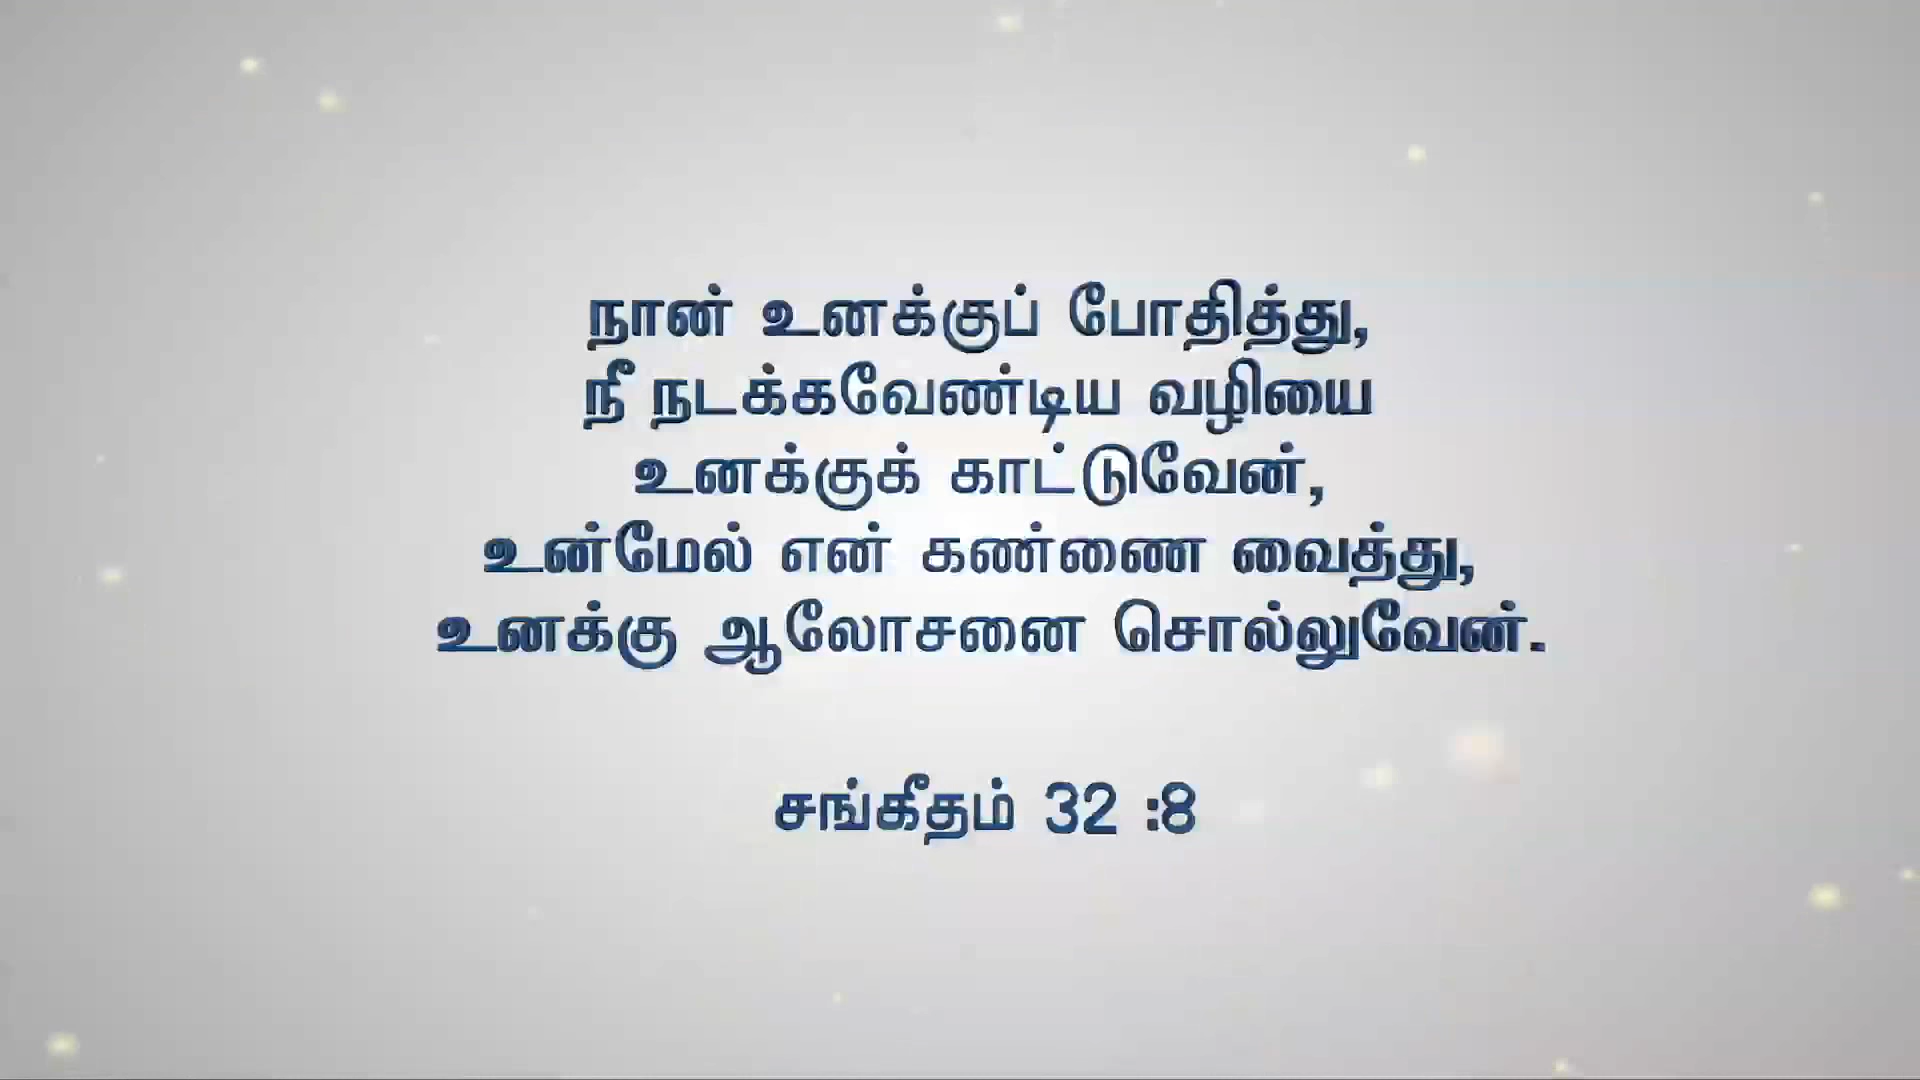 நான் உனக்குப் போதித்து,
நீ நடக்கவேண்டிய வழியை
உனக்குக் காட்டுவேன்,
உன்மேல் என் கண்ணை வைத்து,
உனக்கு ஆலோசனை சொல்லுவேன்.
சங்கீதம் 32 :8